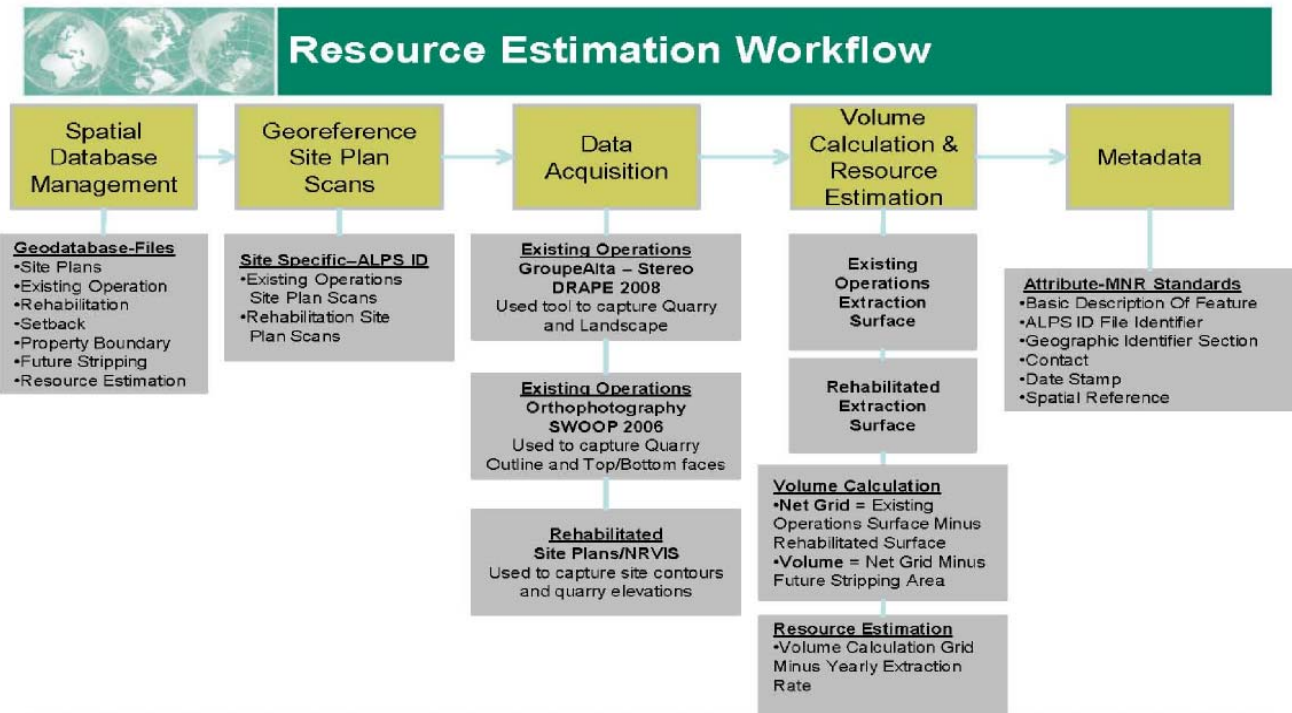 Resource Estimation Workflow
Spatial
Database
Management
Georeference
Site Plan
Scans
Data
Acquisition
Volume
Calculation &
Resource
Estimation
Metadada
Geodatabase-Files
•Site Plans
•Existing Operation
•Rehabilitation
•Setback
•Property Boundary
•Future Stripping
•Resource Estimation
Site Specific–ALPS ID
•Existing Operations
Site Plan Scans
•Rehabilitation Site
Plan Scans
Existing Operations
GroupeAlta – Stereo
DRAPE 2008
Used tool to capture Quarry
and Landscape
Existing Operations
Orthophotography
SWOOP 2006
Used to capture Quarry
Outline and Top/Bottom faces
Rehabilitated
Site Plans/NRVIS
Used to capture site contours
and quarry elevations
Existing
Operations
Extraction
Surface
Rehabilitated
Extraction
Surface
Volume Calculation
•Net Grid = Existing
Operations Surface Minus
Rehabilitated Surface
•Volume = Net Grid Minus
Future Stripping Area
Resource Estimation
•Volume Calculation Grid
Minus Yearly Extraction
Rate
Attribute-MNR Standards
•Basic Description Of Feature
•ALPS ID File Identifier
•Geographic Identifier Section
•Contact
•Date Stamp
•Spatial Reference